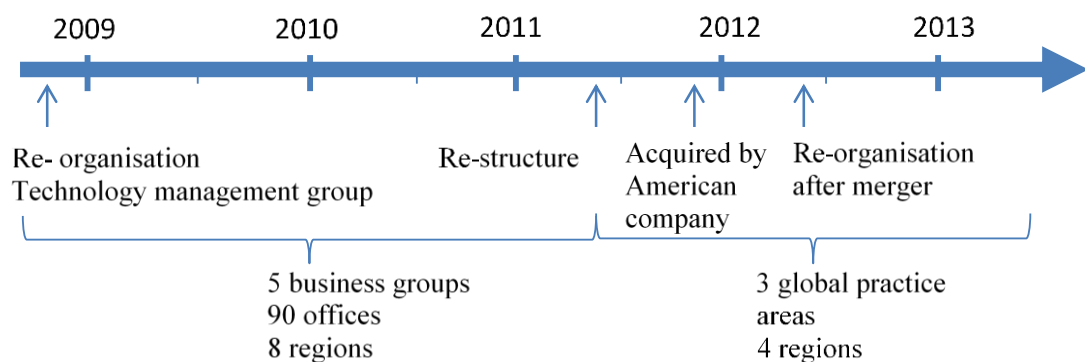 2009 2010 2011 2012 2013
Re- organisation
Technology management group
Re-structure
Acquired by
American
company
Re-organisation
after merger
5 business groups
90 offices
8 regions
3 global practice
areas
4 regions